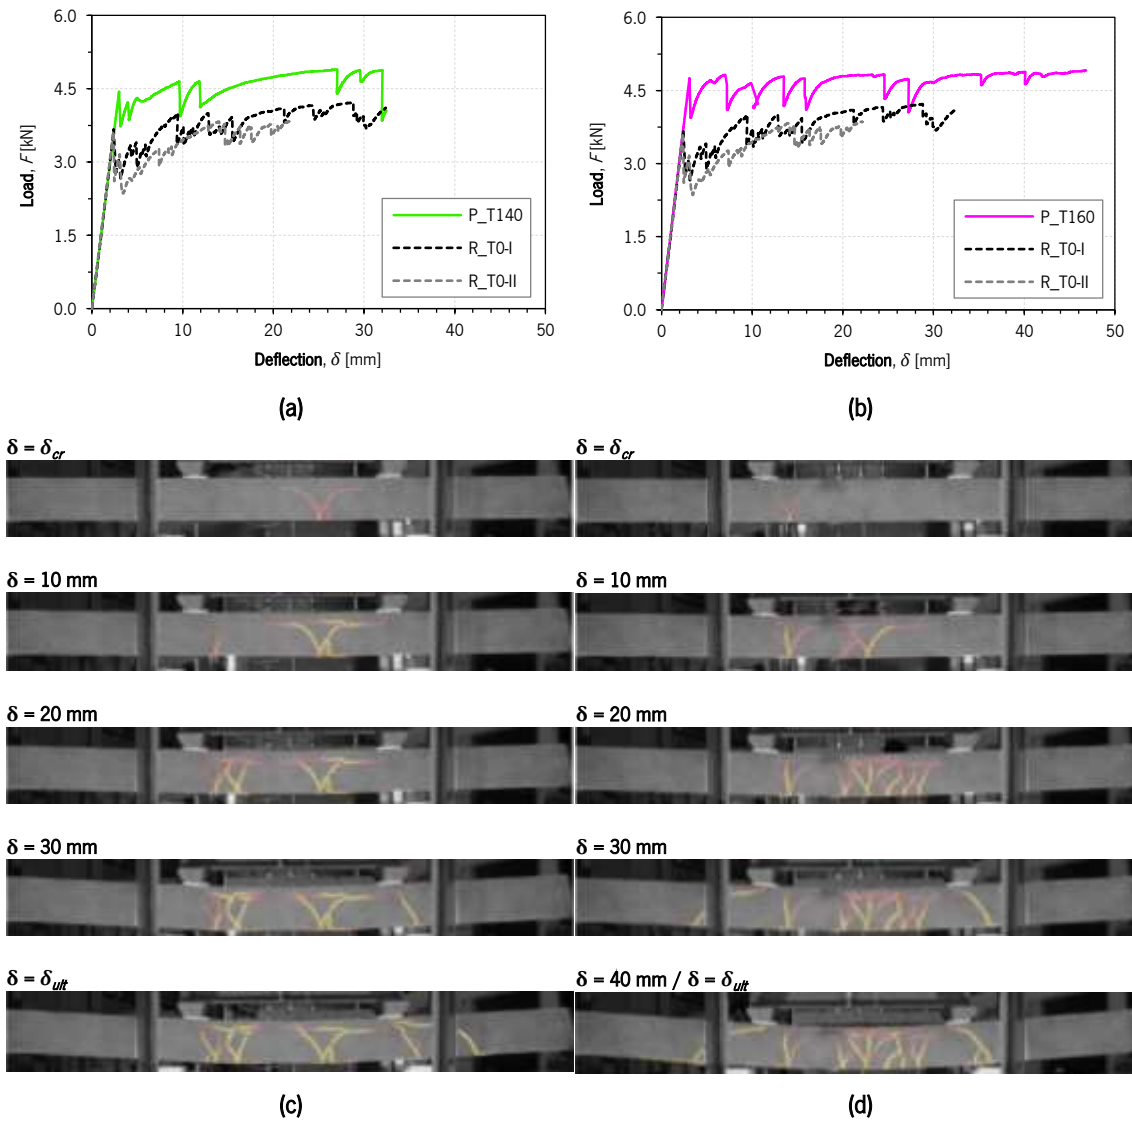 6.0
4.5
3.0
1.5
0.0
Load, F [kN]
P_T140
R_T0-I
R_T0-II
0 10 20 30 40 50
Deflection, δ [mm]
(a)
6.0
4.5
3.0
1.5
0.0
Load, F [kN]
P_T160
R_T0-I
R_T0-II
0 10 20 30 40 50
Deflection, δ [mm]
(b)
δ = δcr
δ = δcr
δ = 10 mm
δ = 10 mm
δ = 20 mm
δ = 20 mm
δ = 30 mm
δ = 30 mm
δ = δult
δ = 40 mm / δ = δult
(c)
(d)